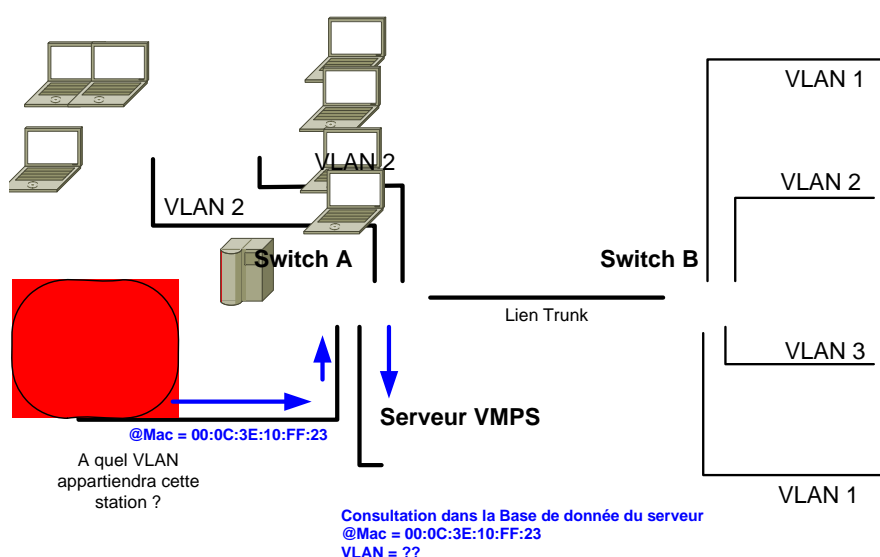 VLAN 1
VLAN 2
VLAN 2
VLAN 2
Switch A
Switch B
Lien Trunk
VLAN 3
Serveur VMPS
@Mac = 00:0C:3E:10:FF:23
A quel VLAN
appartiendra cette
station ?
VLAN 1
Consultation dans la Base de donnée du serveur
@Mac = 00:0C:3E:10:FF:23
VLAN = ??